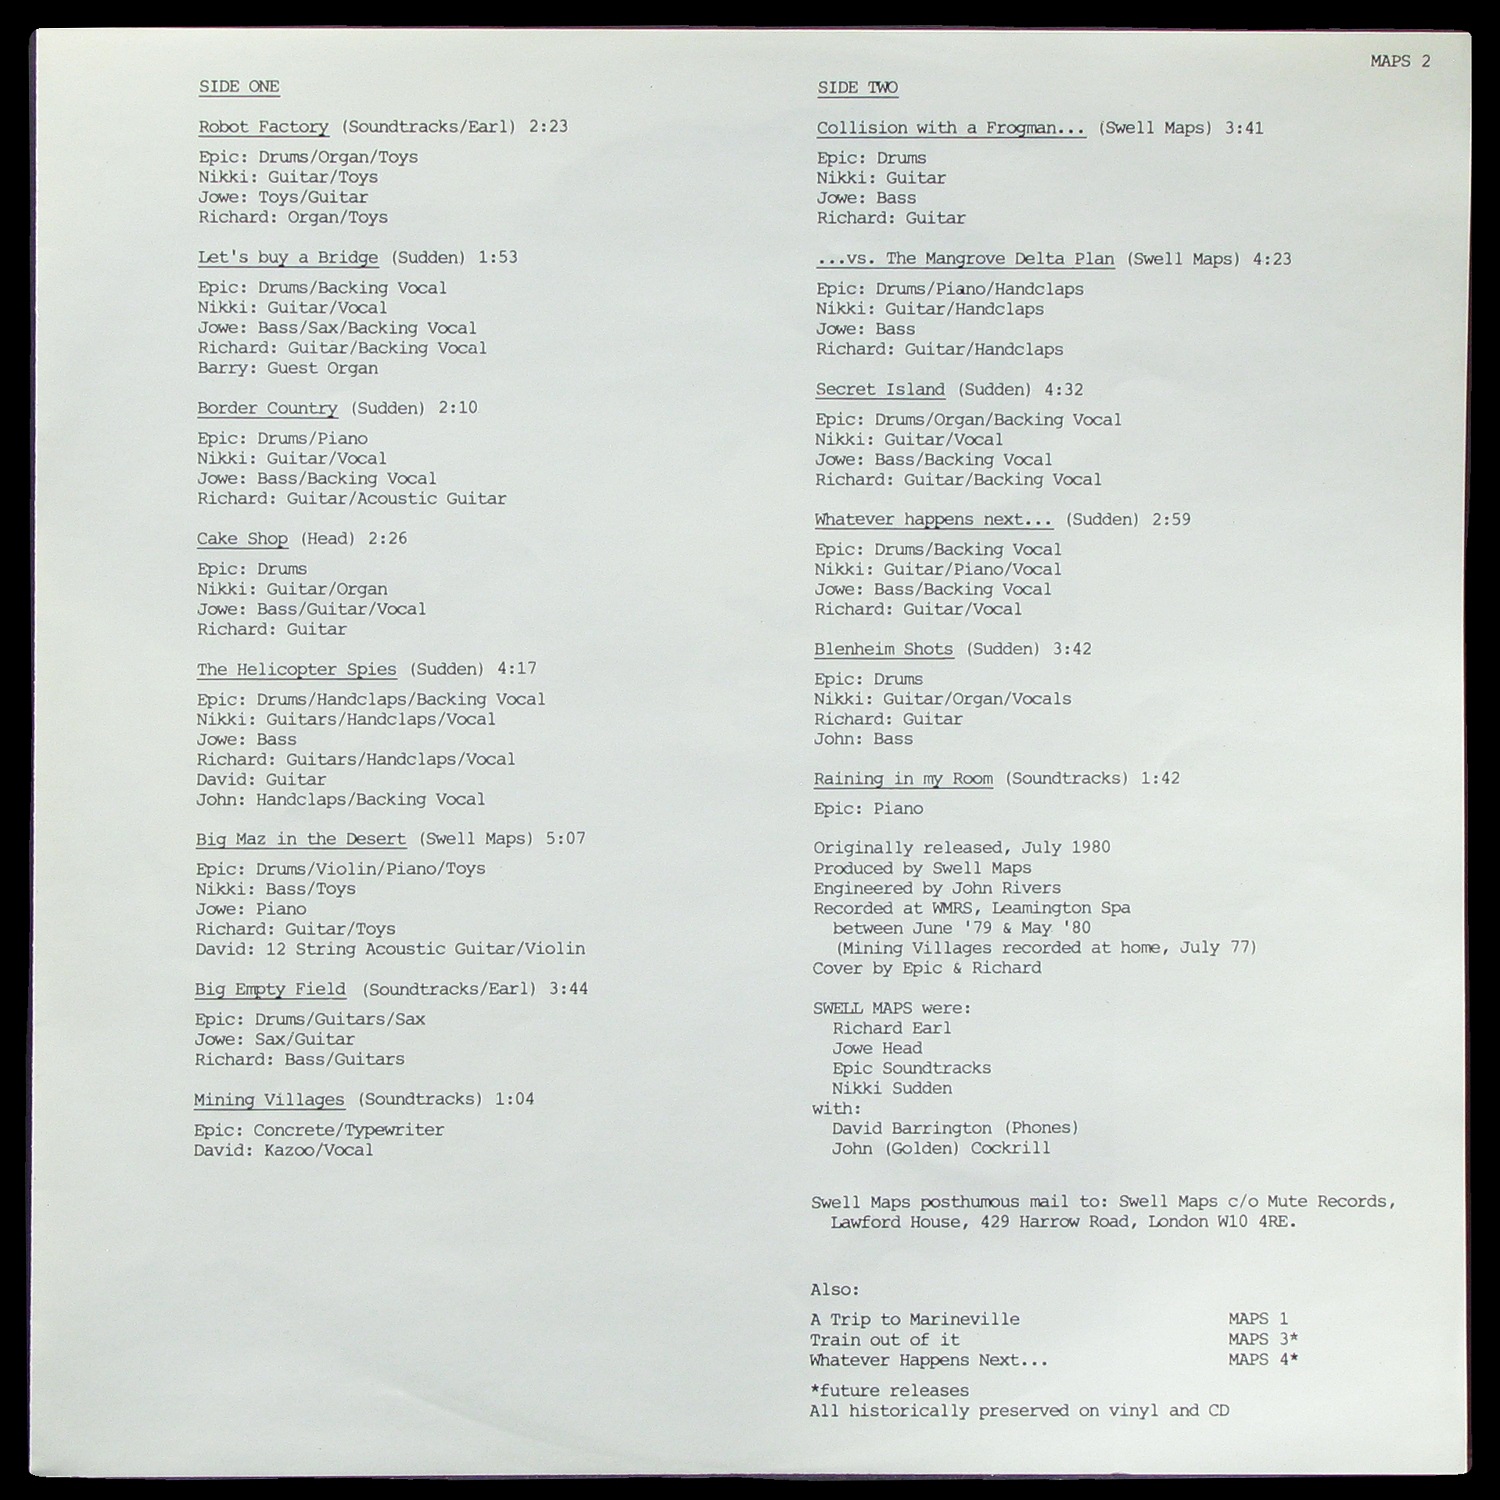 MAPS 2
SIDE ONE
Robot Factory (Soundtracks/Earl) 2:23
Epic: Drums/Organ/Toys
Nikki: Guitar/Toys
Jowe: Toys/Guitar
Richard: Organ/Toys
Let's buy a Bridge (Sudden) 1:53
Epic: Drums/Backing Vocal
Nikki: Guitar/Vocal
Jowe: Bass/Sax/Backing Vocal
Richard: Guitar/Backing Vocal
Barry: Guest Organ
Border Country (Sudden) 2:10
Epic: Drums/Piano
Nikki: Guitar/Vocal
Jowe: Bass/Backing Vocal
Richard: Guitar/Acoustic Guitar
Cake Shop (Head) 2:26
Epic: Drums
Nikki: Guitar/Organ
Jowe: Bass/Guitar/Vocal
Richard: Guitar
The Helicopter Spies (Sudden) 4:17
Epic: Drums/Handclaps/Backing Vocal
Nikki: Guitars/Handclaps/Vocal
Jowe: Bass
Richard: Guitars/Handclaps/Vocal
David: Guitar
John: Handclaps/Backing Vocal
Big Maz in the Desert (Swell Maps) 5:07
Epic: Drums/Violin/Piano/Toys
Nikki: Bass/Toys
Jowe: Piano
Richard: Guitar/Toys
David: 12 String Acoustic Guitar/Violin
Big Empty Field (Soundtracks/Earl) 3:44
Epic: Drums/Guitars/Sax
Jowe: Sax/Guitar
Richard: Bass/Guitars
Mining Villages (Soundtracks) 1:04
Epic: Concrete/Typewriter
David: Kazoo/Vocal
SIDE TWO
Collision with a Frogman... (Swell Maps) 3:41
Epic: Drums
Nikki: Guitar
Jowe: Bass
Richard: Guitar
...vs. The Mangrove Delta Plan (Swell Maps) 4:23
Epic: Drums/Piano/Handclaps
Nikki: Guitar/Handclaps
Jowe: Bass
Richard: Guitar/Handclaps
Secret Island (Sudden) 4:32
Epic: Drums/Organ/Backing Vocal
Nikki: Guitar/Vocal
Jowe: Bass/Backing Vocal
Richard: Guitar/Backing Vocal
Whatever happens next... (Sudden) 2:59
Epic: Drums/Backing Vocal
Nikki: Guitar/Piano/Vocal
Jowe: Bass/Backing Vocal
Richard: Guitar/Vocal
Blenheim Shots (Sudden) 3:42
Epic: Drums
Nikki: Guitar/Organ/Vocals
Richard: Guitar
John: Bass
Raining in my Room (Soundtracks) 1:42
Epic: Piano
Originally released, July 1980
Produced by Swell Maps
Engineered by John Rivers
Recorded at WMRS, Leamington Spa
between June '79 & May '80
(Mining Villages recorded at home, July 77)
Cover by Epic & Richard
SWELL MAPS were:
Richard Earl
Jowe Head
Epic Soundtracks
Nikki Sudden
with:
David Barrington (Phones)
John (Golden) Cockrill
Swell Maps posthumous mail to: Swell Maps c/o Mute Records,
Lawford House, 429 Harrow Road, London W10 4RE.
Also:
A Trip to Marineville MAPS 1
Train out of it MAPS 3*
Whatever Happens Next... MAPS 4*
*future releases
All historically preserved on vinyl and CD